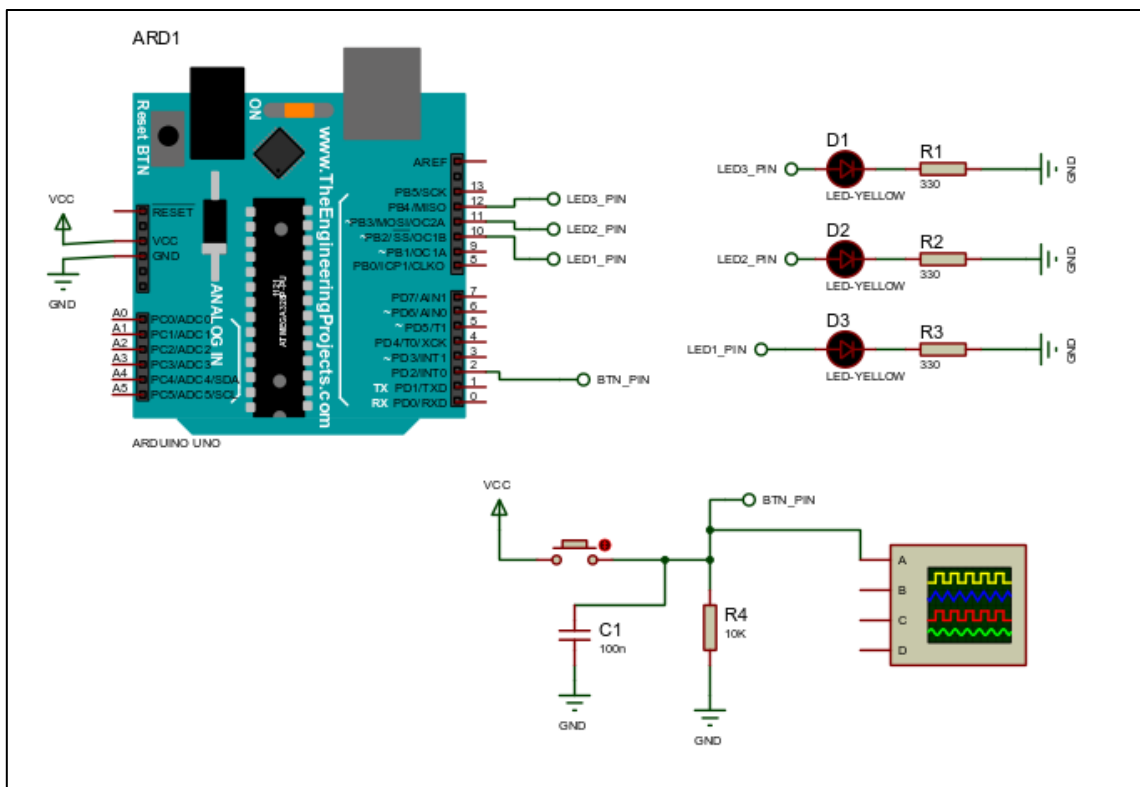 ARD1
Reset BTN
ON
www.TheEngineeringProjects.com
AREF
PB5/SCK 13
PB4/MISO 12
~PB3/MOSI/OC2A 11
~PB2/SS/OC1B 10
~PB1/OC1A 9
PB0/ICP1/CLKO 8
LED3_PIN
LED2_PIN
LED1_PIN
VCC
RESET
VCC
GND
GND
ANALOG IN
A0 PC0/ADC0
A1 PC1/ADC1
A2 PC2/ADC2
A3 PC3/ADC3
A4 PC4/ADC4/SDA
A5 PC5/ADC5/SCL
PD7/AIN1 7
~PD6/AIN0 6
~PD5/T1 5
PD4/T0/XCK 4
~PD3/INT1 3
PD2/INT0 2
TX PD1/TXD 1
RX PD0/RXD 0
BTN_PIN
ARDUINO UNO
LED3_PIN
D1
LED-YELLOW
R1
330
GND
LED2_PIN
D2
LED-YELLOW
R2
330
GND
LED1_PIN
D3
LED-YELLOW
R3
330
GND
VCC
BTN_PIN
C1
100n
GND
R4
10K
GND
A
B
C
D